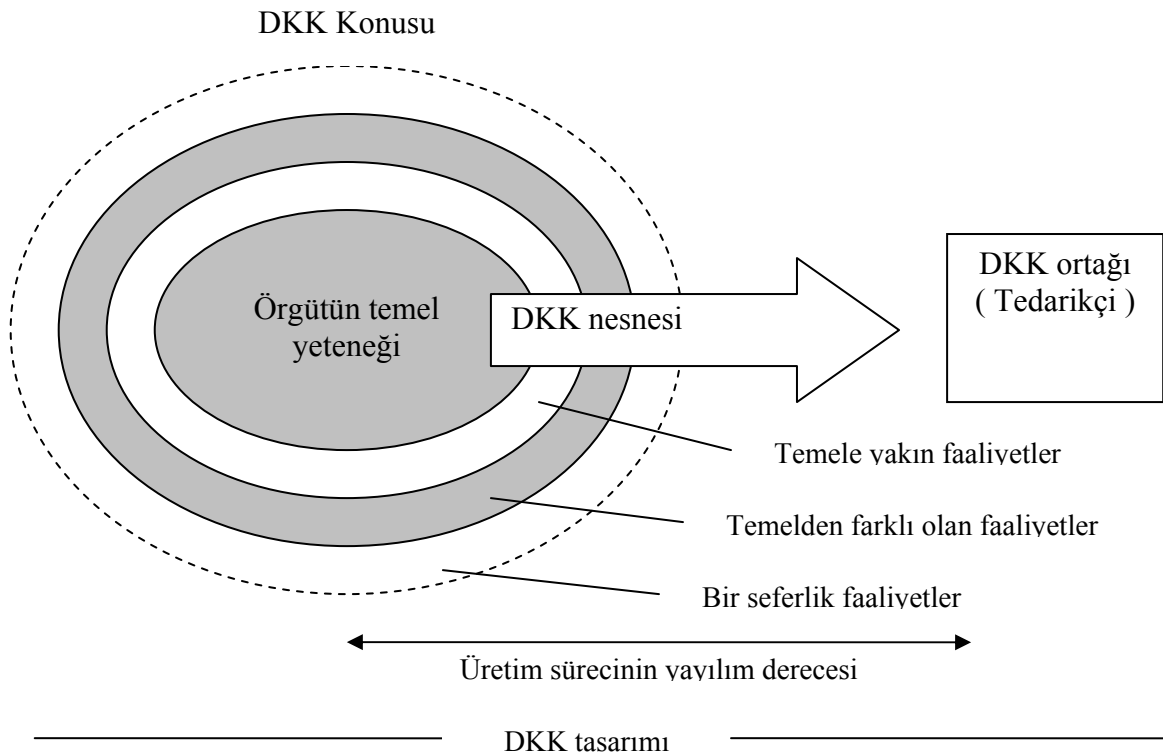 DKK Konusu
Örgütün temel
yeteneği
DKK nesnesi
DKK ortağı
( Tedarikçi )
Temele yakın faaliyetler
Temelden farklı olan faaliyetler
Bir seferlik faaliyetler
Üretim sürecinin yayılım derecesi
DKK tasarımı